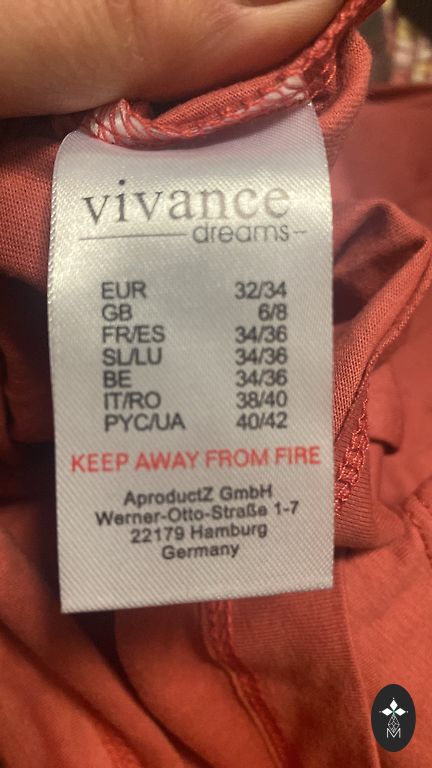 vivance
dreams
EUR 32/34
GB 6/8
FR/ES 34/36
SL/LU 34/36
BE 34/36
IT/RO 38/40
PYC/UA 40/42
KEEP AWAY FROM FIRE
AproductZ GmbH
Werner-Otto-Straße 1-7
22179 Hamburg
Germany
M